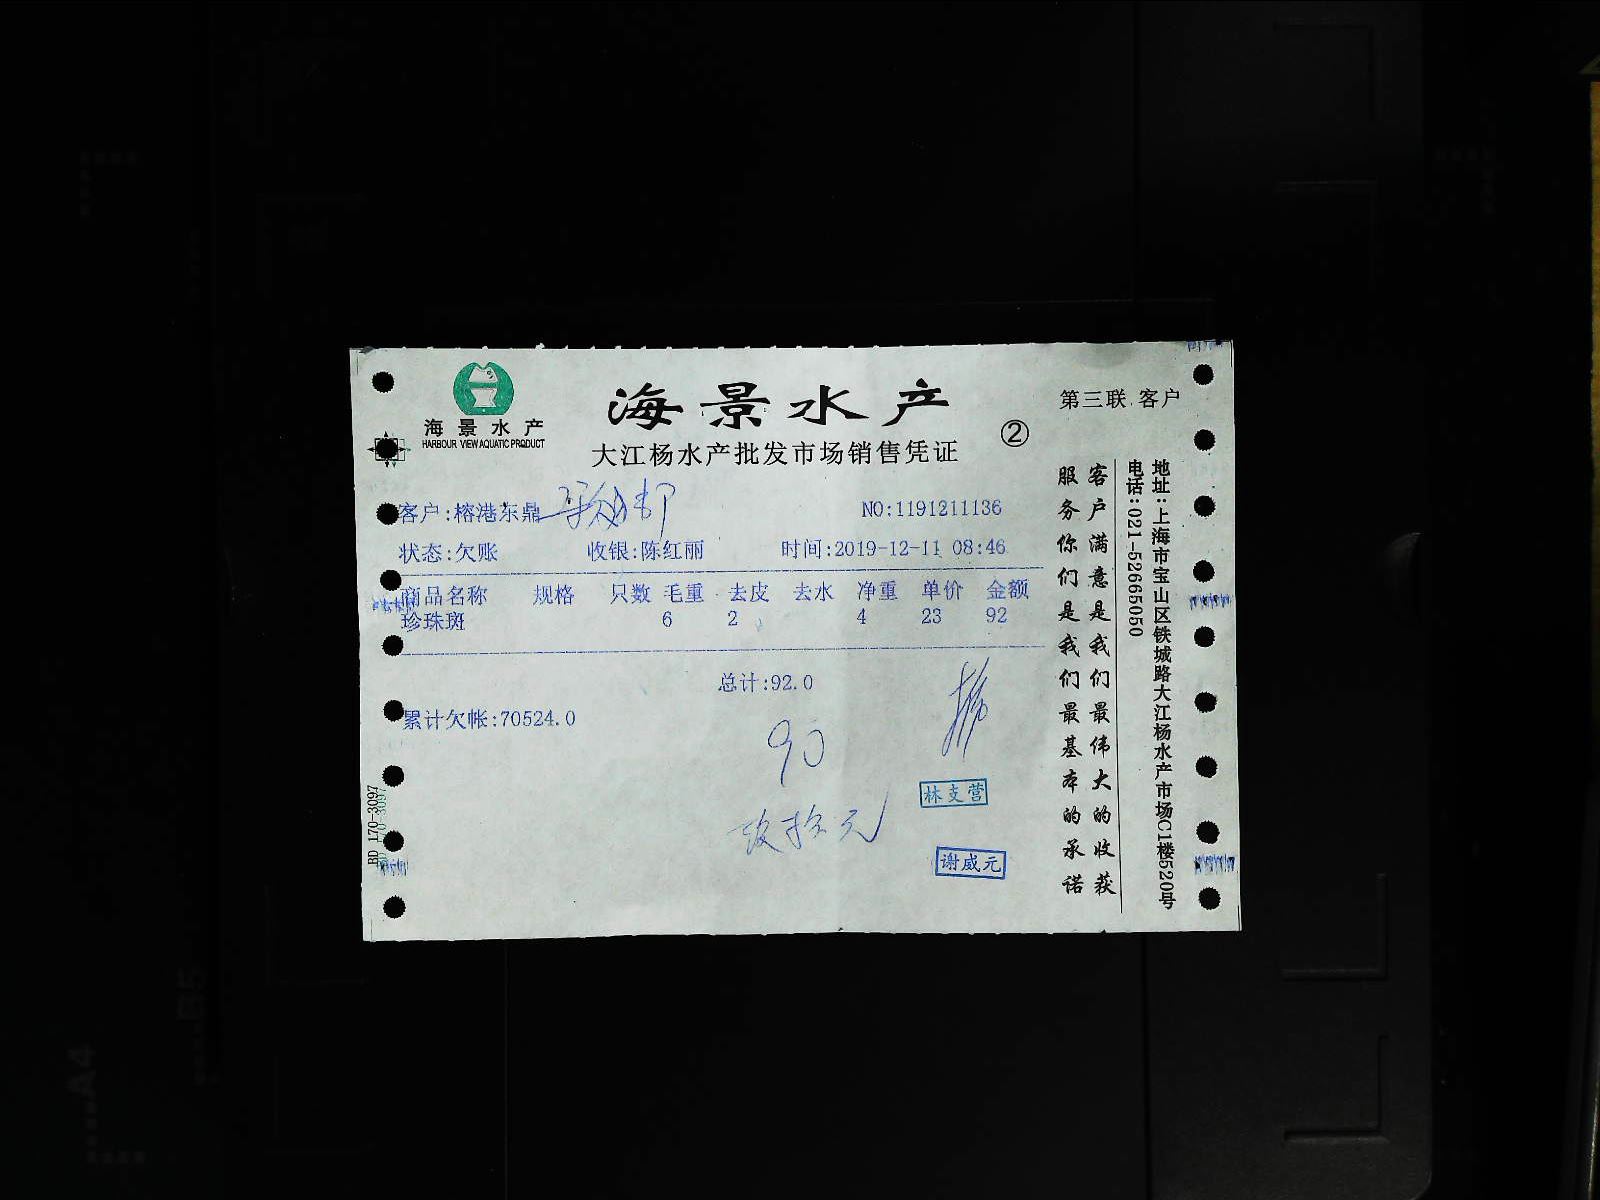 海景水产
HARBOUR VIEW AQUATIC PRODUCT
海景水产
大江杨水产批发市场销售凭证
②
第三联 客户
客户:榕港东鼎
NO:1191211136
状态:欠账 收银:陈红丽 时间:2019-12-11 08:46
商品名称 规格 只数 毛重 去皮 去水 净重 单价 金额
珍珠斑 6 2 4 23 92
总计:92.0
累计欠帐:70524.0
90
玖拾元
林支营
谢威元
客户满意是我们最伟大的收获
服务你们是我们最基本的承诺
地址:上海市宝山区铁城路大江杨水产市场C1楼520号
电话:021-52665050
BD 170-3097
A4
B5